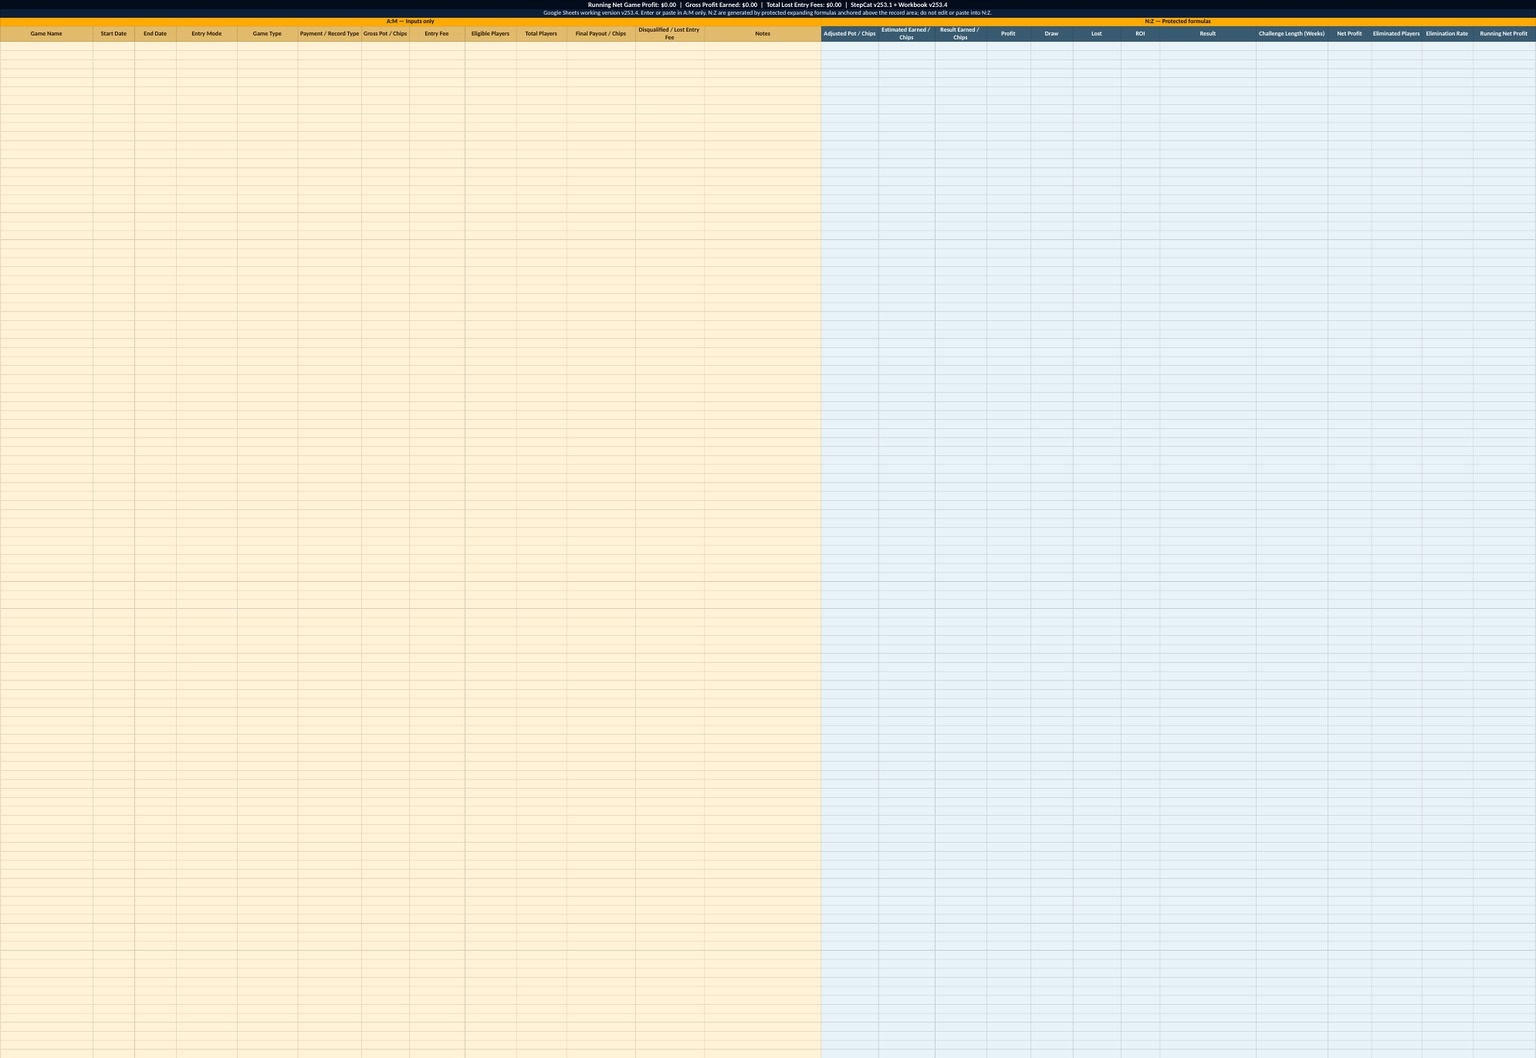 Running Net Game Profit: $0.00 | Gross Profit Earned: $0.00 | Total Lost Entry Fees: $0.00 | StepCat v253.1 + Workbook v253.4
Google Sheets working version v253.4. Enter or paste in A:M only. N:Z are generated by protected expanding formulas anchored above the record area; do not edit or paste into N:Z.
A:M — Inputs only
N:Z — Protected formulas
Game Name
Start Date
End Date
Entry Mode
Game Type
Payment / Record Type
Gross Pot / Chips
Entry Fee
Eligible Players
Total Players
Final Payout / Chips
Disqualified / Lost Entry
Fee
Notes
Adjusted Pot / Chips
Estimated Earned /
Chips
Result Earned /
Chips
Profit
Draw
Lost
ROI
Result
Challenge Length (Weeks)
Net Profit
Eliminated Players
Elimination Rate
Running Net Profit